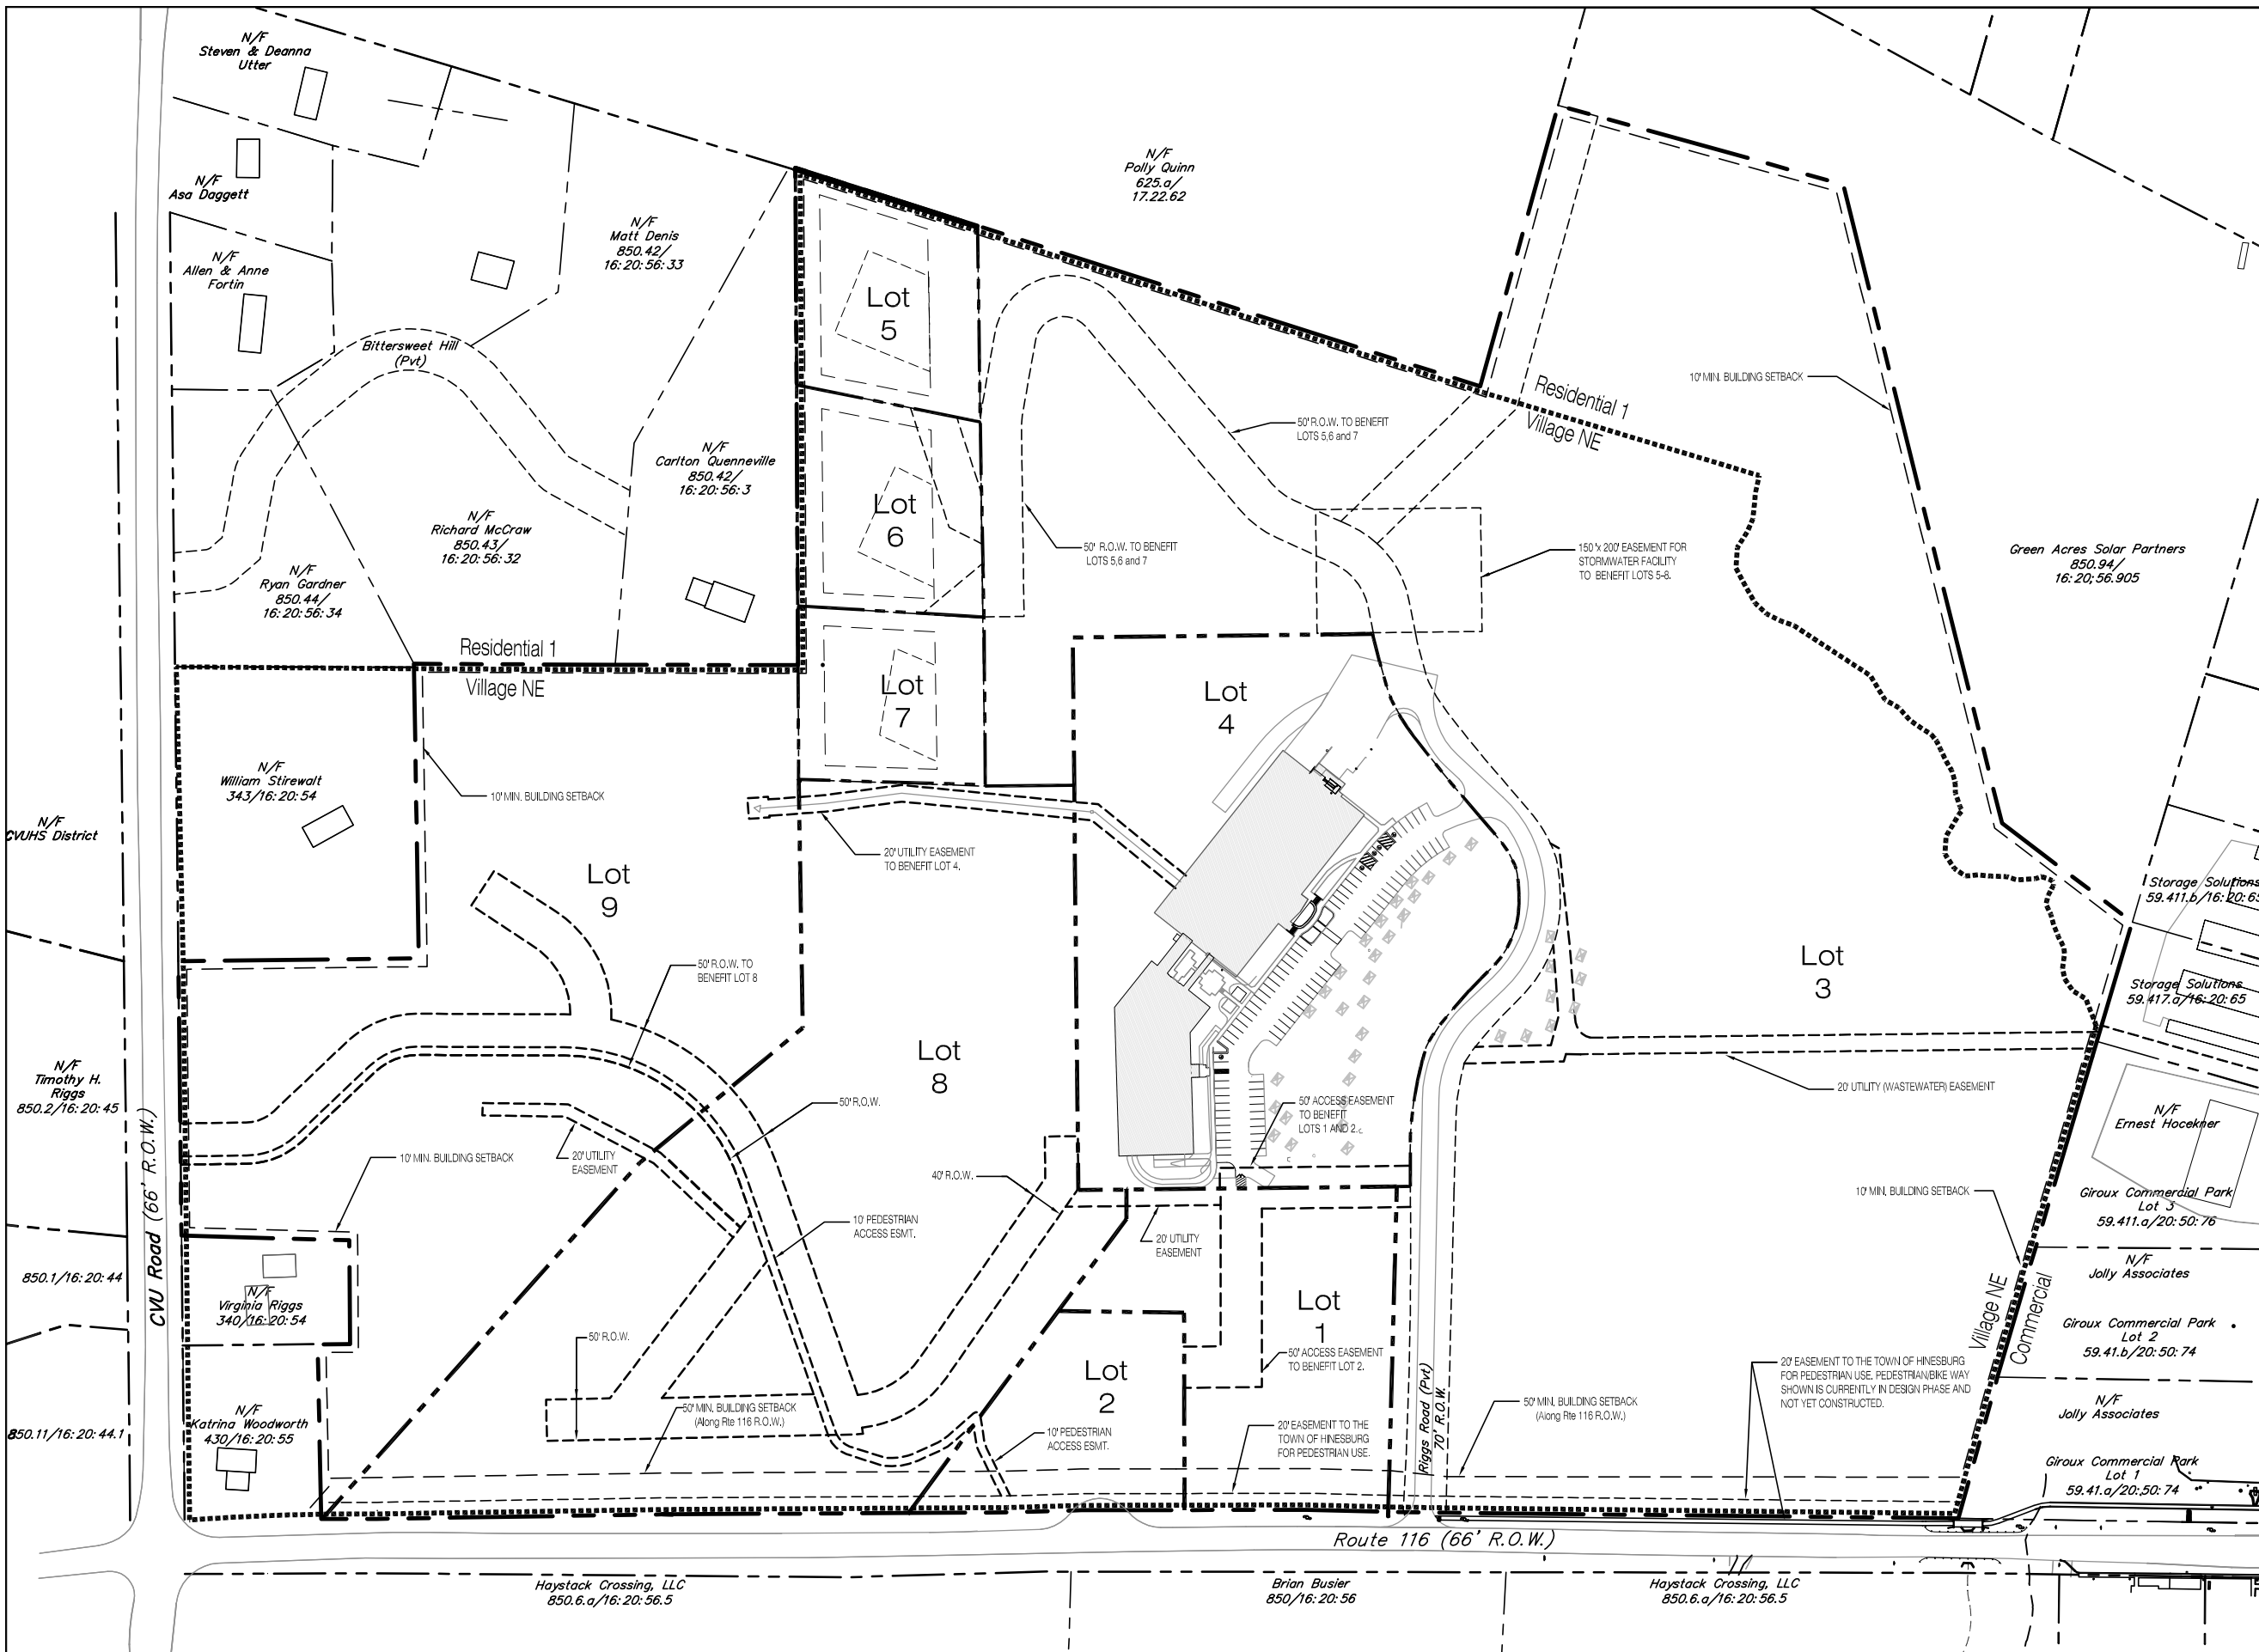 N/F
Steven & Deanna
Utter
N/F
Asa Daggett
N/F
Allen & Anne
Fortin
N/F
Matt Denis
850.42/
16:20:56:33
N/F
Polly Quinn
625.a/
17.22.62
Bittersweet Hill
(Pvt)
N/F
Carlton Quenneville
850.42/
16:20:56:3
N/F
Richard McCraw
850.43/
16:20:56:32
N/F
Ryan Gardner
850.44/
16:20:56:34
Lot
5
Lot
6
Lot
7
50' R.O.W. TO BENEFIT
LOTS 5,6 and 7
50' R.O.W. TO BENEFIT
LOTS 5,6 and 7
Residential 1
Village NE
10' MIN. BUILDING SETBACK
150'x 200' EASEMENT FOR
STORMWATER FACILITY
TO BENEFIT LOTS 5-8.
Green Acres Solar Partners
850.94/
16:20;56.905
Residential 1
Village NE
Lot
4
N/F
William Stirewalt
343/16:20:54
10' MIN. BUILDING SETBACK
N/F
CVUHS District
Lot
9
20' UTILITY EASEMENT
TO BENEFIT LOT 4.
50' R.O.W. TO
BENEFIT LOT 8
Lot
8
Lot
3
Storage Solutions
59.411.b/16:20:65
Storage Solutions
59.417.a/16:20:65
N/F
Timothy H.
Riggs
850.2/16:20:45
CVU Road (66' R.O.W.)
10' MIN. BUILDING SETBACK
20' UTILITY
EASEMENT
50' R.O.W.
40' R.O.W.
50' ACCESS EASEMENT
TO BENEFIT
LOTS 1 AND 2.
20' UTILITY (WASTEWATER) EASEMENT
N/F
Ernest Hocekner
10' MIN. BUILDING SETBACK
Giroux Commercial Park
Lot 3
59.411.a/20:50:76
10' PEDESTRIAN
ACCESS ESMT.
20' UTILITY
EASEMENT
850.1/16:20:44
N/F
Virginia Riggs
340/16:20:54
50' R.O.W.
Lot
1
Lot
2
50' ACCESS EASEMENT
TO BENEFIT LOT 2.
Village NE
Commercial
N/F
Jolly Associates
Giroux Commercial Park
Lot 2
59.41.b/20:50:74
20' EASEMENT TO THE TOWN OF HINESBURG
FOR PEDESTRIAN USE. PEDESTRIAN/BIKE WAY
SHOWN IS CURRENTLY IN DESIGN PHASE AND
NOT YET CONSTRUCTED.
Riggs Road (Pvt)
70' R.O.W.
50' MIN. BUILDING SETBACK
(Along Rte 116 R.O.W.)
50' MIN. BUILDING SETBACK
(Along Rte 116 R.O.W.)
N/F
Jolly Associates
850.11/16:20:44.1
N/F
Katrina Woodworth
430/16:20:55
10' PEDESTRIAN
ACCESS ESMT.
20' EASEMENT TO THE
TOWN OF HINESBURG
FOR PEDESTRIAN USE.
Giroux Commercial Park
Lot 1
59.41.a/20:50:74
Route 116 (66' R.O.W.)
Haystack Crossing, LLC
850.6.a/16:20:56.5
Brian Busier
850/16:20:56
Haystack Crossing, LLC
850.6.a/16:20:56.5